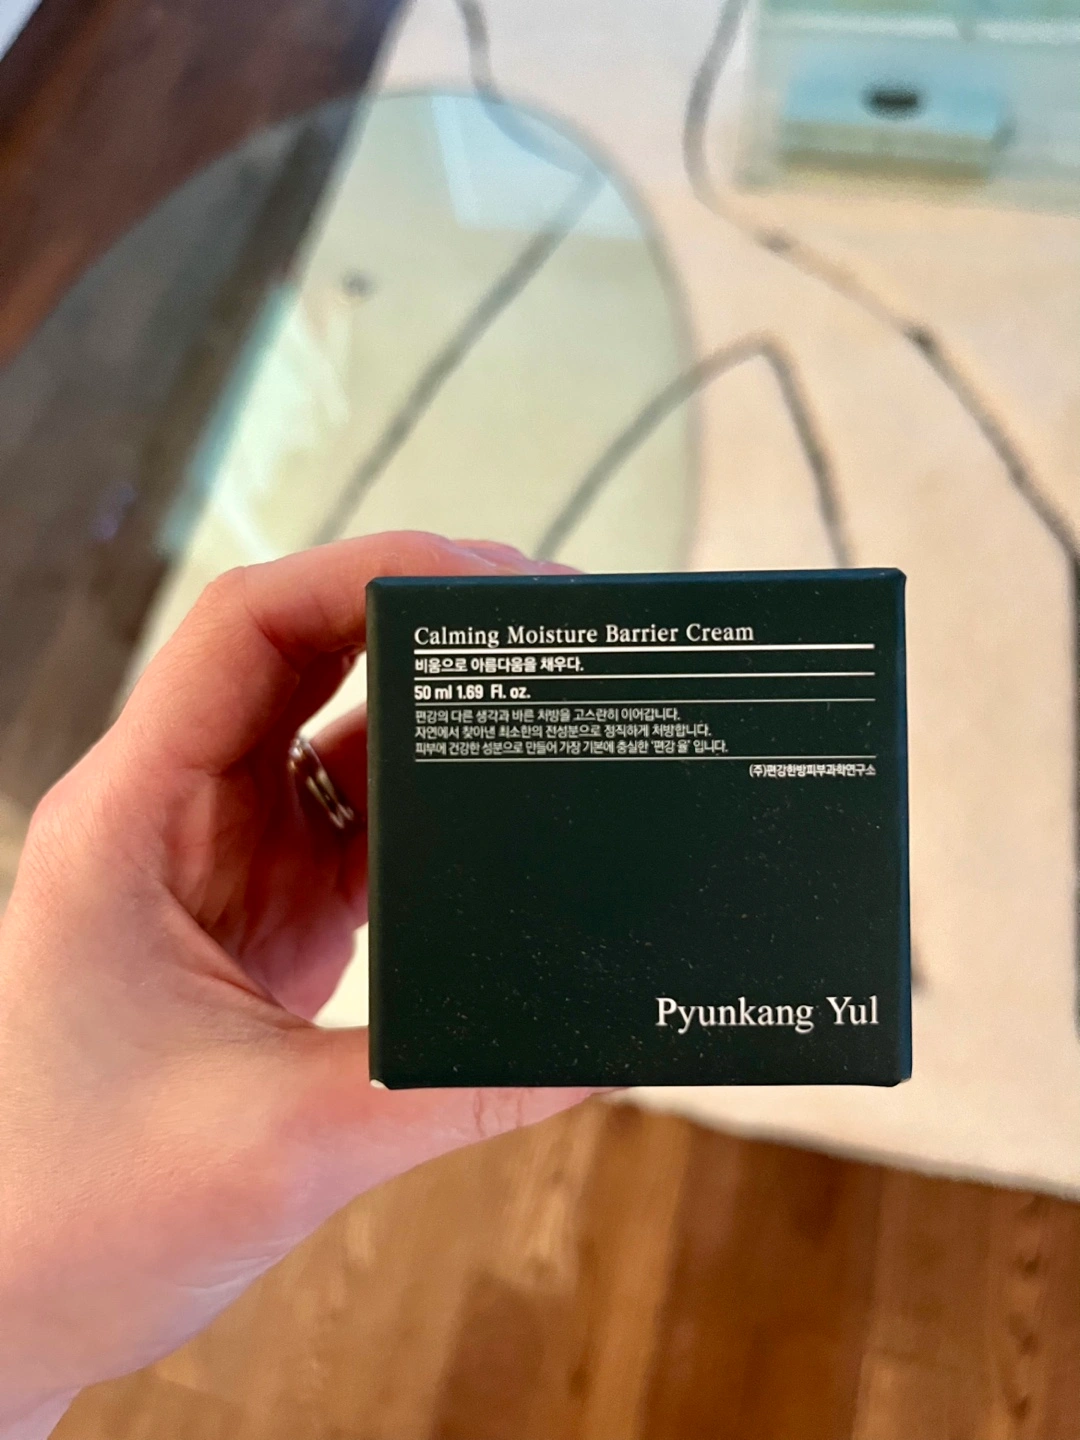 Calming Moisture Barrier Cream
비움으로 아름다움을 채우다.
50 ml 1.69 Fl. oz.
편강의 다른 생각과 바른 처방을 고스란히 이어갑니다.
자연에서 찾아낸 최소한의 전성분으로 정직하게 처방합니다.
피부에 건강한 성분으로 만들어 가장 기본에 충실한 '편강 율' 입니다.
(주)편강한방피부과학연구소
Pyunkang Yul